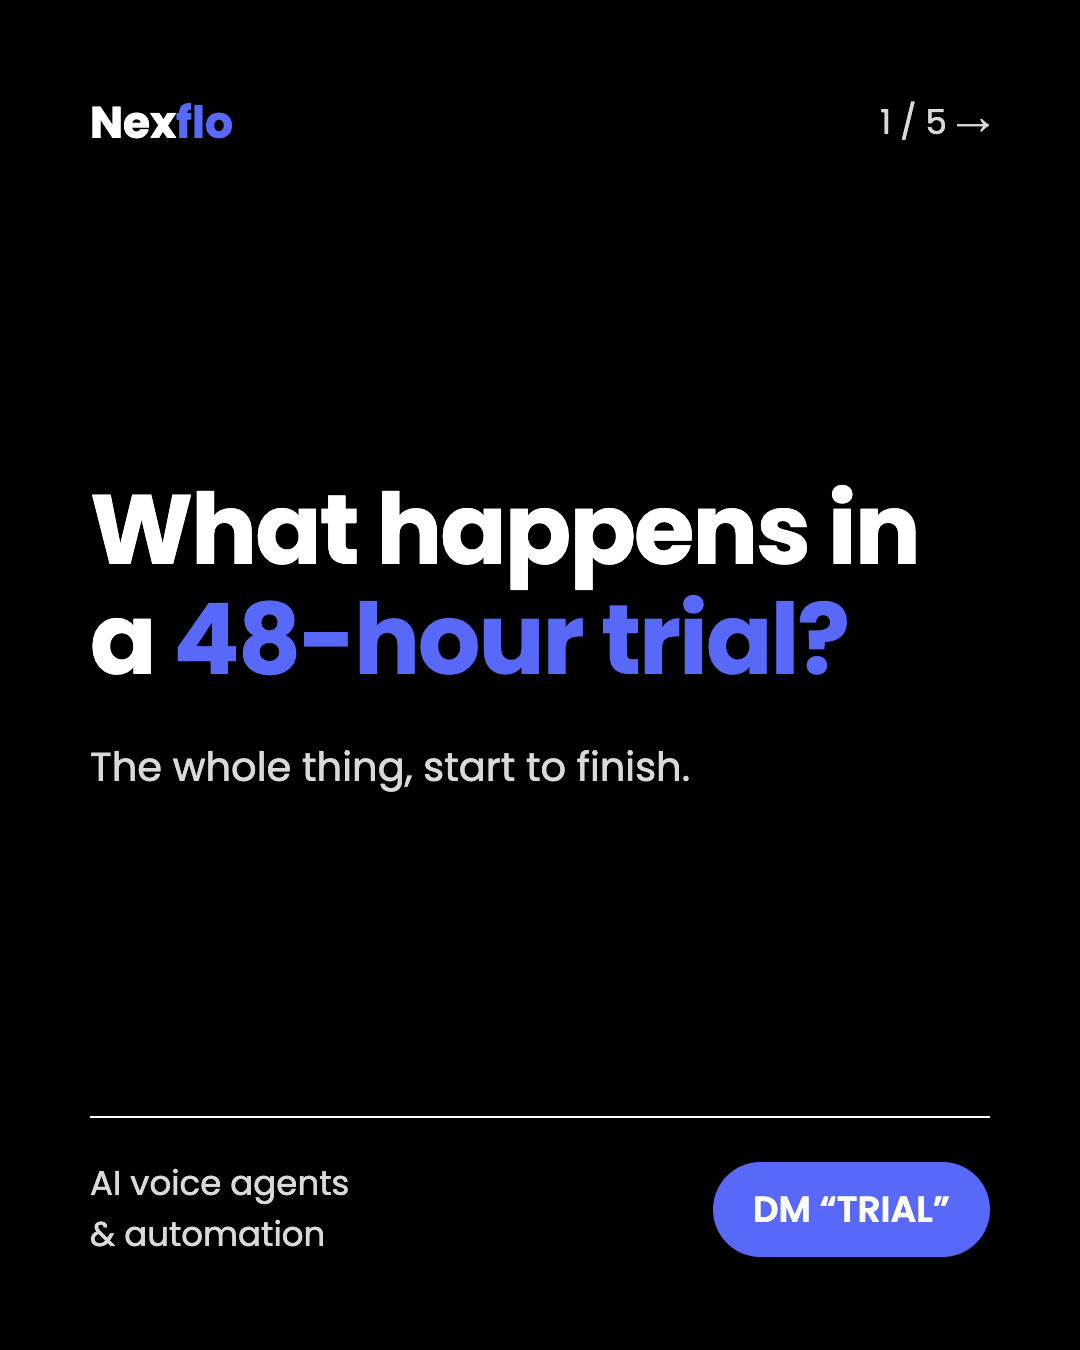 Nexflo
1 / 5 →
What happens in
a 48-hour trial?
The whole thing, start to finish.
AI voice agents
& automation
DM “TRIAL”